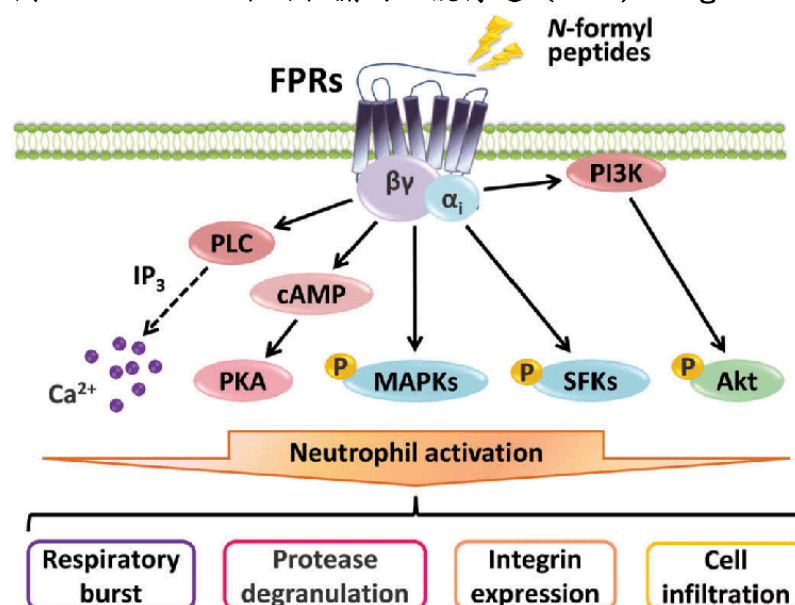 N-formyl
peptides
FPRs
βγ
αi
PI3K
PLC
IP3
cAMP
Ca2+
PKA
P
MAPKs
P
SFKs
P
Akt
Neutrophil activation
Respiratory
burst
Protease
degranulation
Integrin
expression
Cell
infiltration